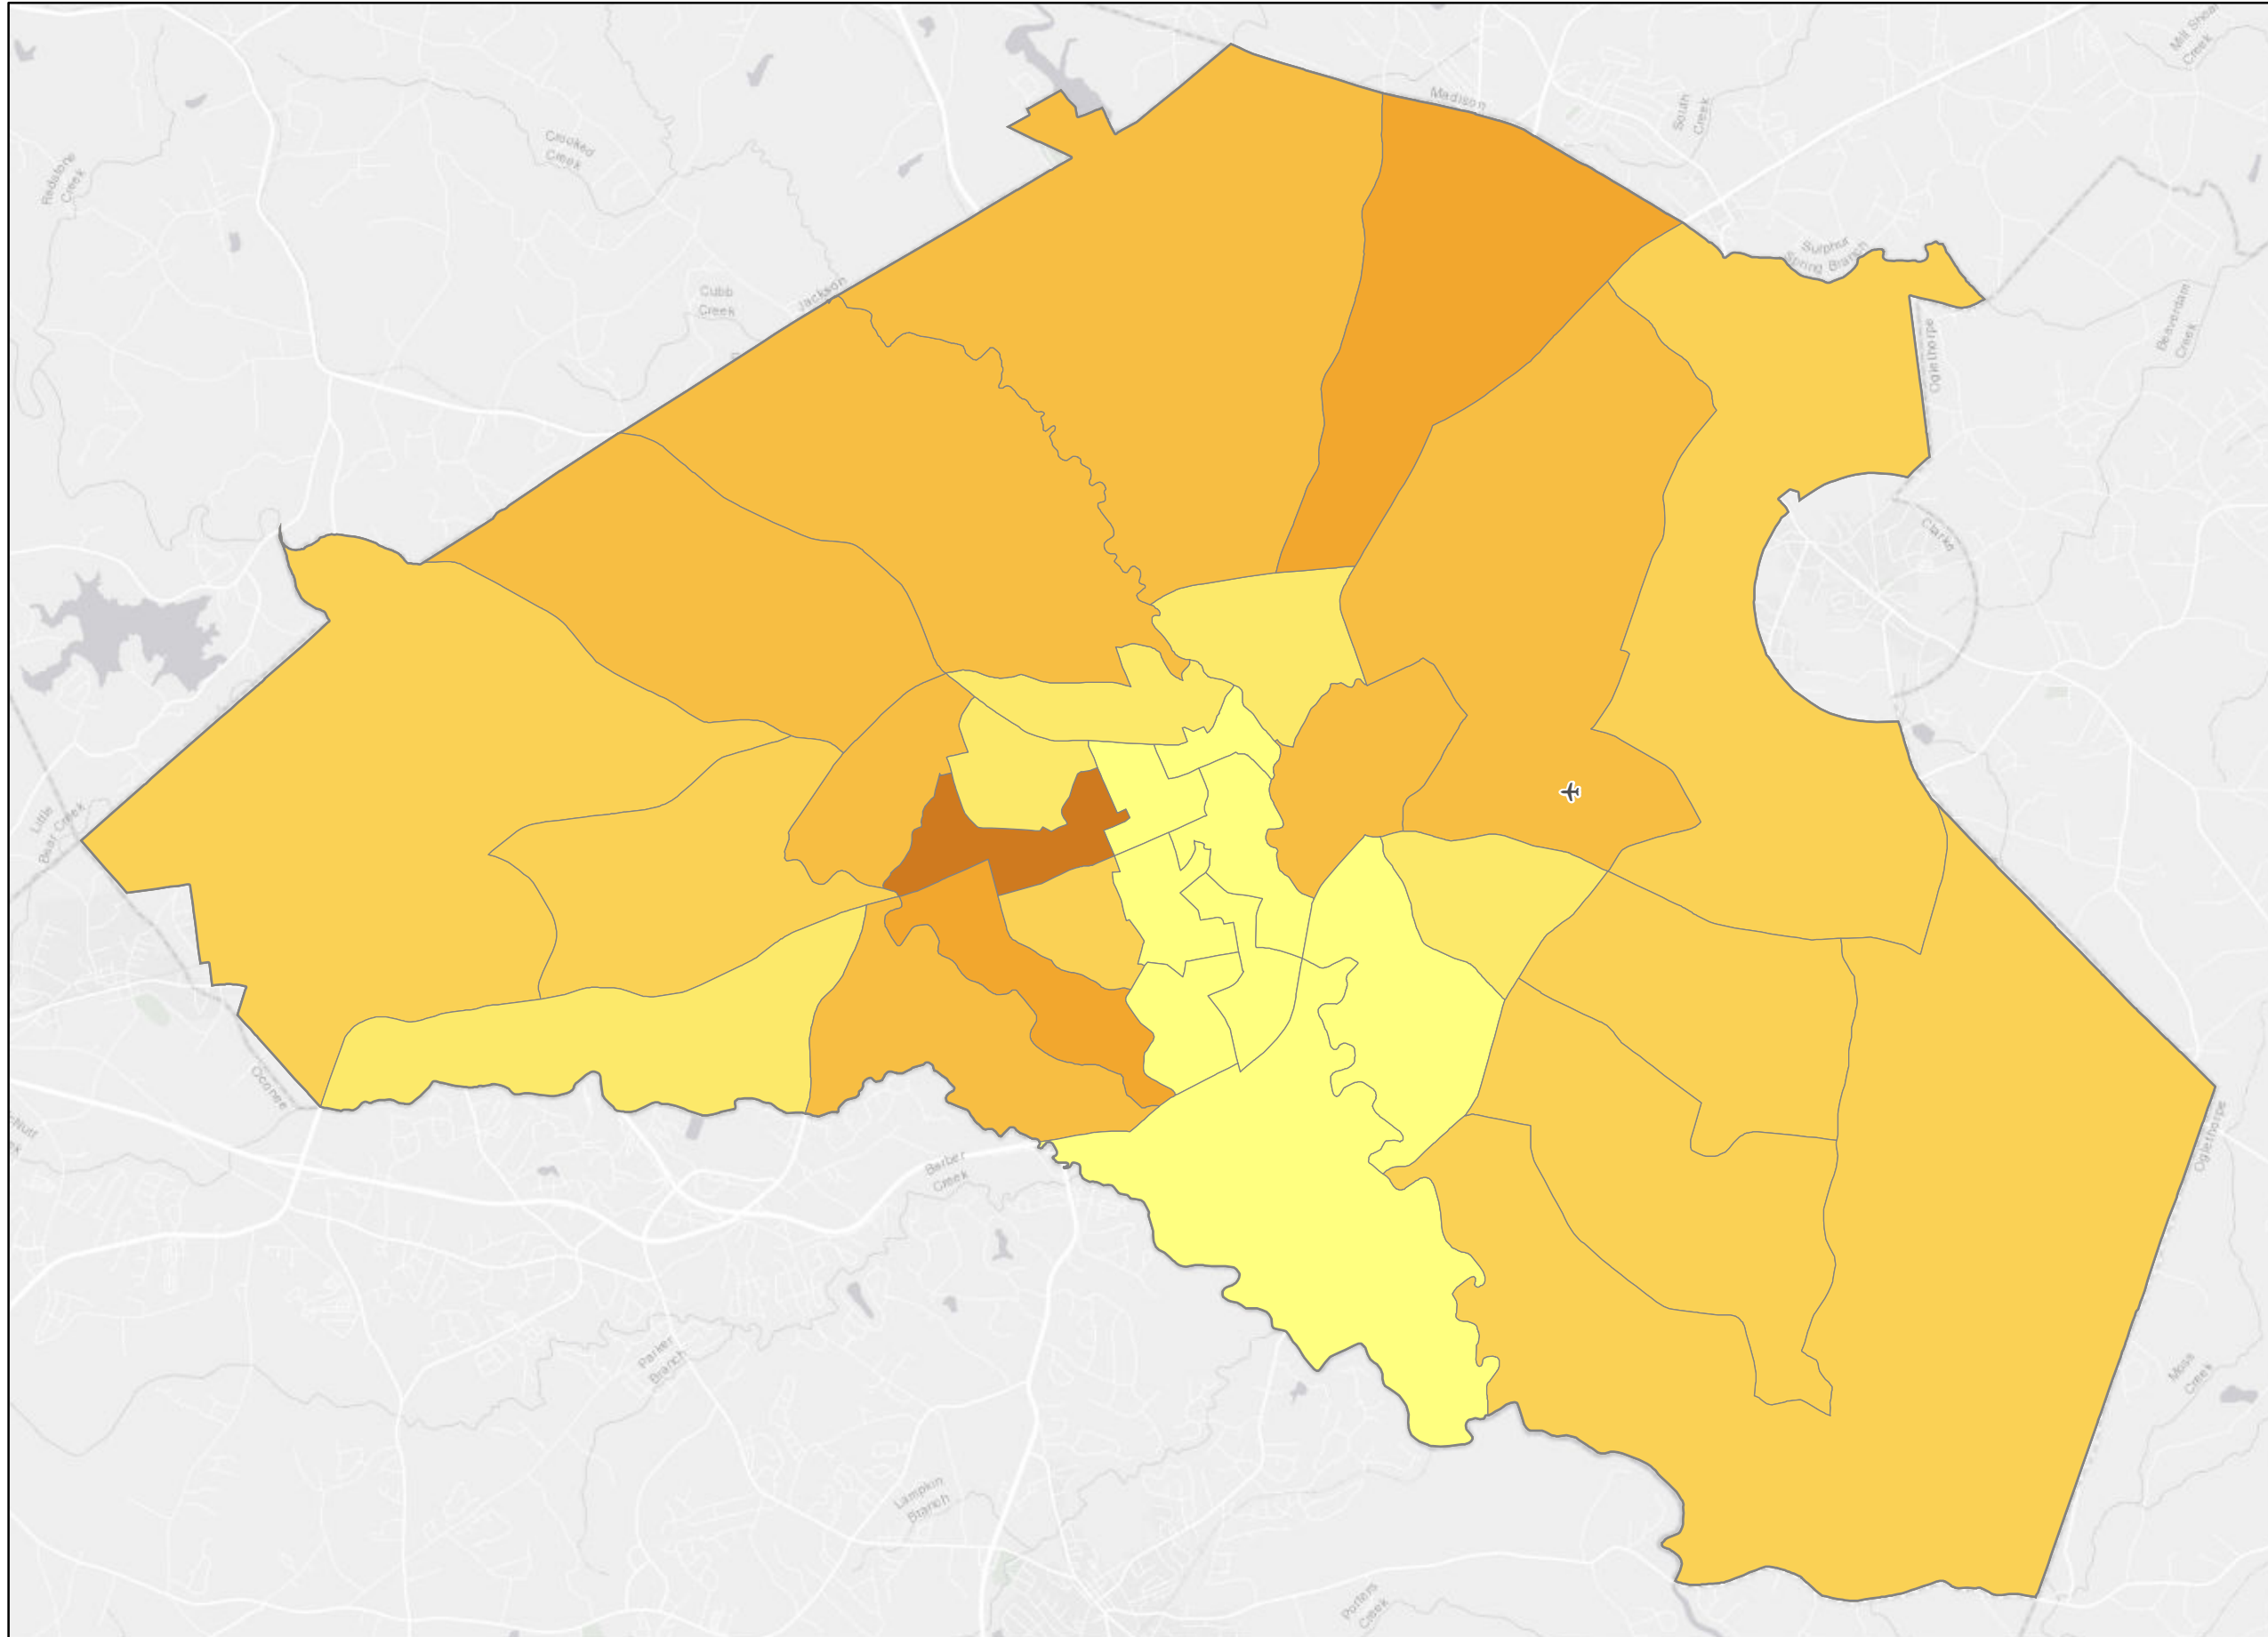 Mill Shoal
Creek
Madison
South
Creek
Crooked
Creek
Redstone
Creek
Sulphur
Spring Branch
Jackson
Cubb
Creek
Beaverdam
Creek
Oglethorpe
Clarke
Little
Bear Creek
Oconee
Barber
Creek
Oglethorpe
Parker
Branch
Moss
Creek
Lampkin
Branch
Porters
Creek